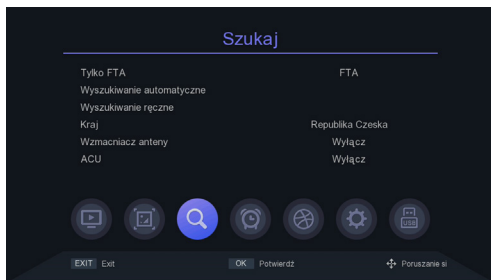 Szukaj
Tylko FTA FTA
Wyszukiwanie automatyczne
Wyszukiwanie ręczne
Kraj Republika Czeska
Wzmacniacz anteny Wyłącz
ACU Wyłącz
USB
EXIT Exit OK Potwierdź Poruszanie si